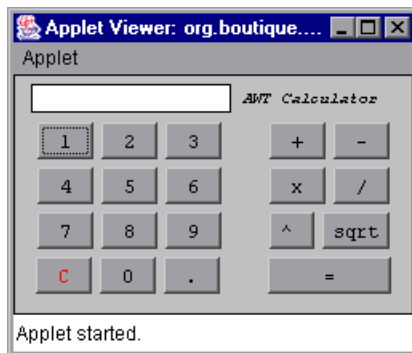 Applet Viewer: org.boutique....
Applet
AWT Calculator
1 2 3 + -
4 5 6 x /
7 8 9 ^ sqrt
C 0 . =
Applet started.